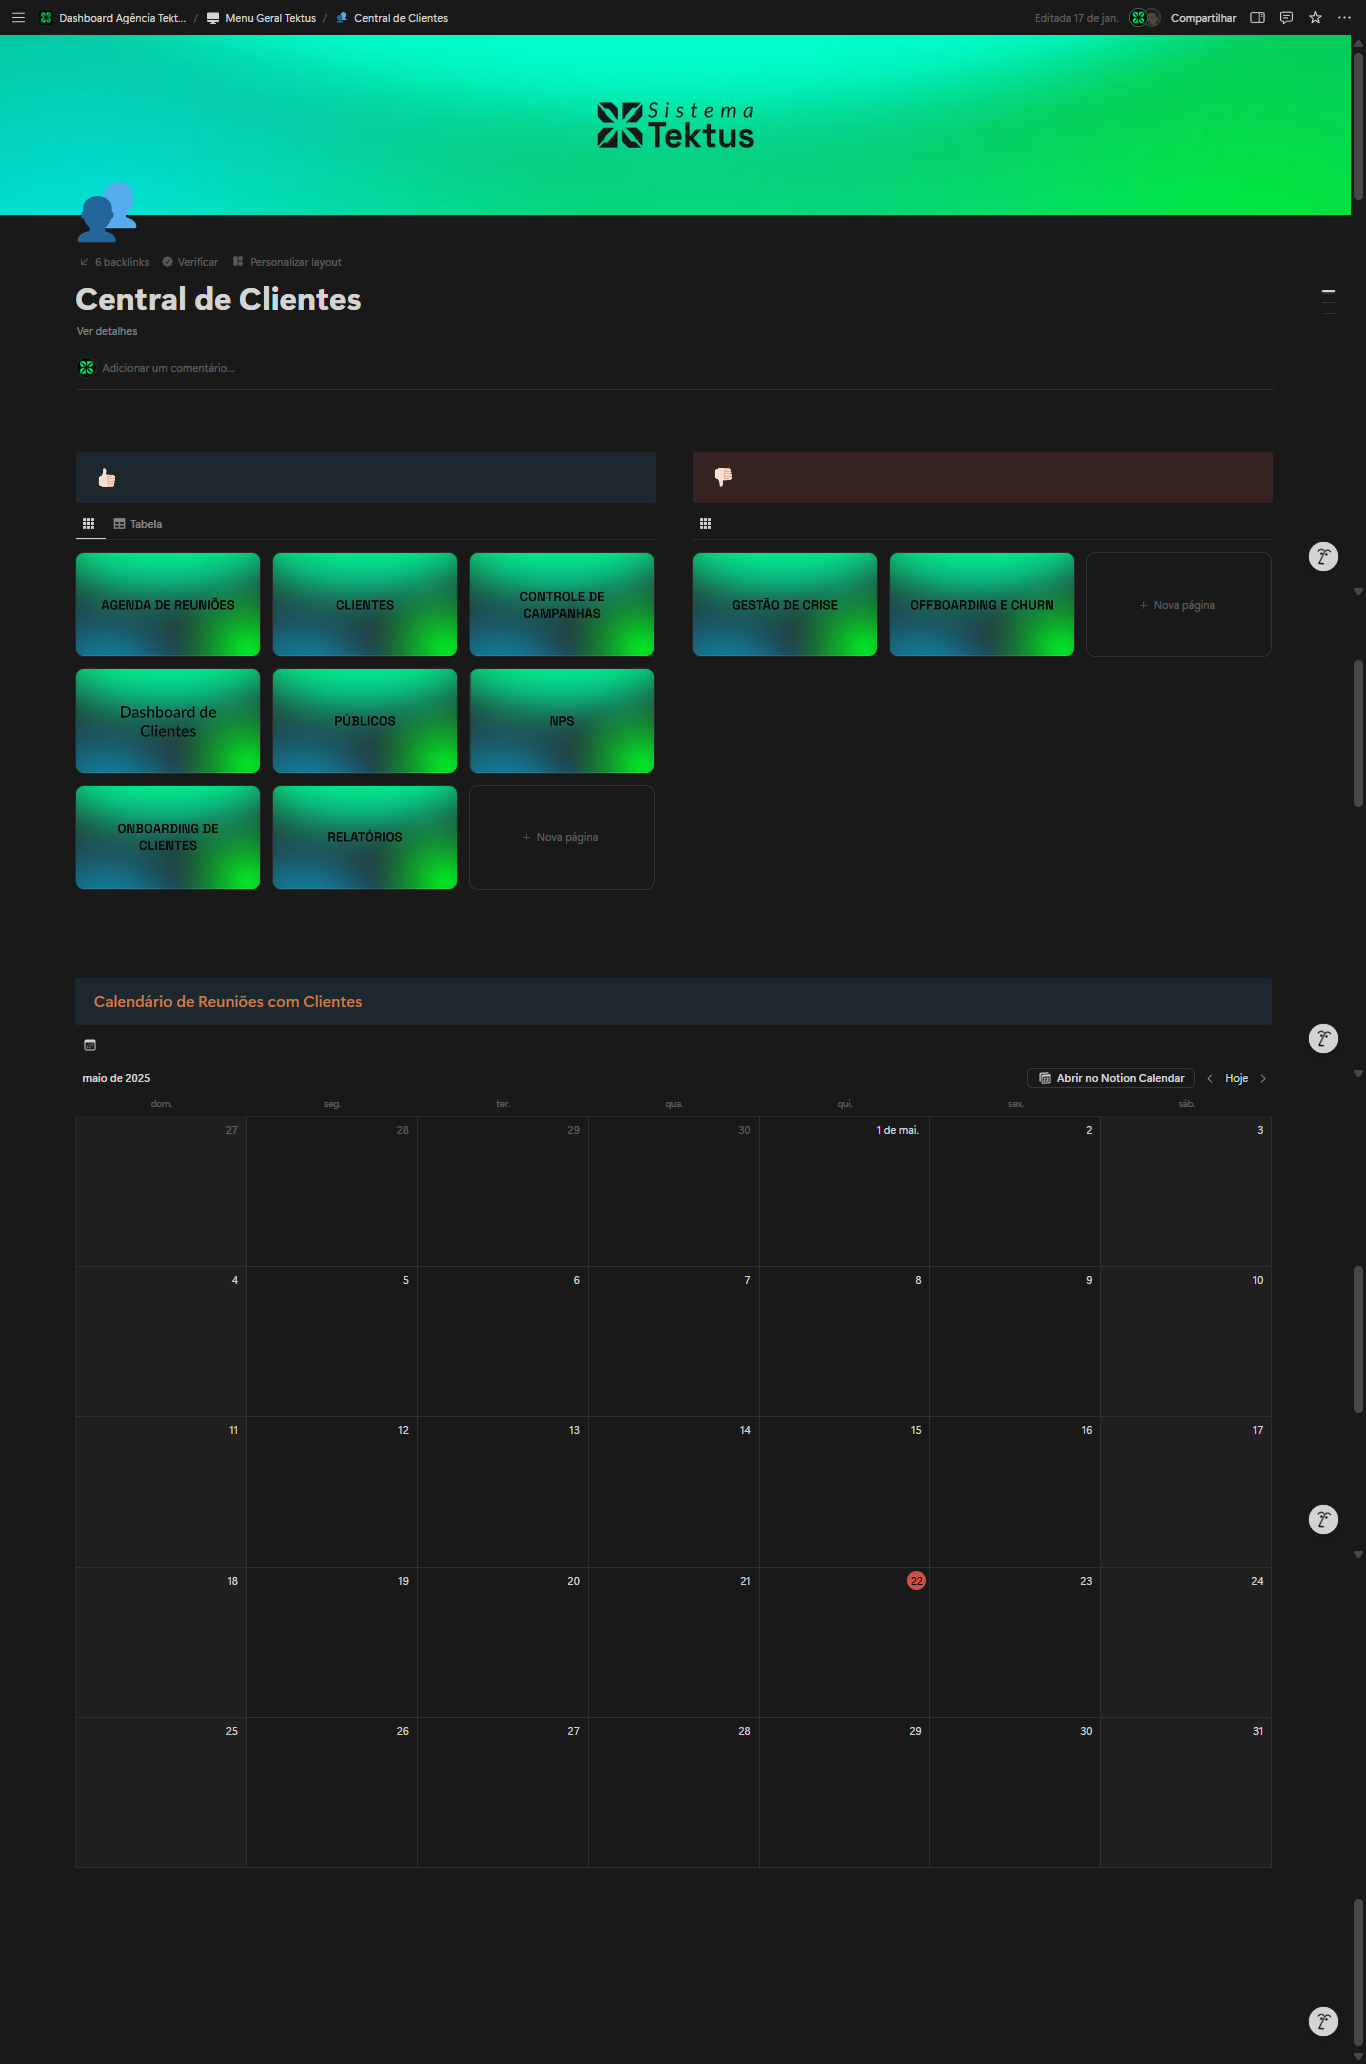 Dashboard Agência Tekt... / Menu Geral Tektus / Central de Clientes
Editada 17 de jan.
Compartilhar
Sistema
Tektus
6 backlinks
Verificar
Personalizar layout
Central de Clientes
Ver detalhes
Adicionar um comentário...
Tabela
AGENDA DE REUNIÕES
CLIENTES
CONTROLE DE
CAMPANHAS
Dashboard de
Clientes
PÚBLICOS
NPS
ONBOARDING DE
CLIENTES
RELATÓRIOS
+ Nova página
GESTÃO DE CRISE
OFFBOARDING E CHURN
+ Nova página
Calendário de Reuniões com Clientes
maio de 2025
Abrir no Notion Calendar
Hoje
dom. seg. ter. qua. qui. sex. sáb.
27 28 29 30 1 de mai. 2 3
4 5 6 7 8 9 10
11 12 13 14 15 16 17
18 19 20 21 22 23 24
25 26 27 28 29 30 31